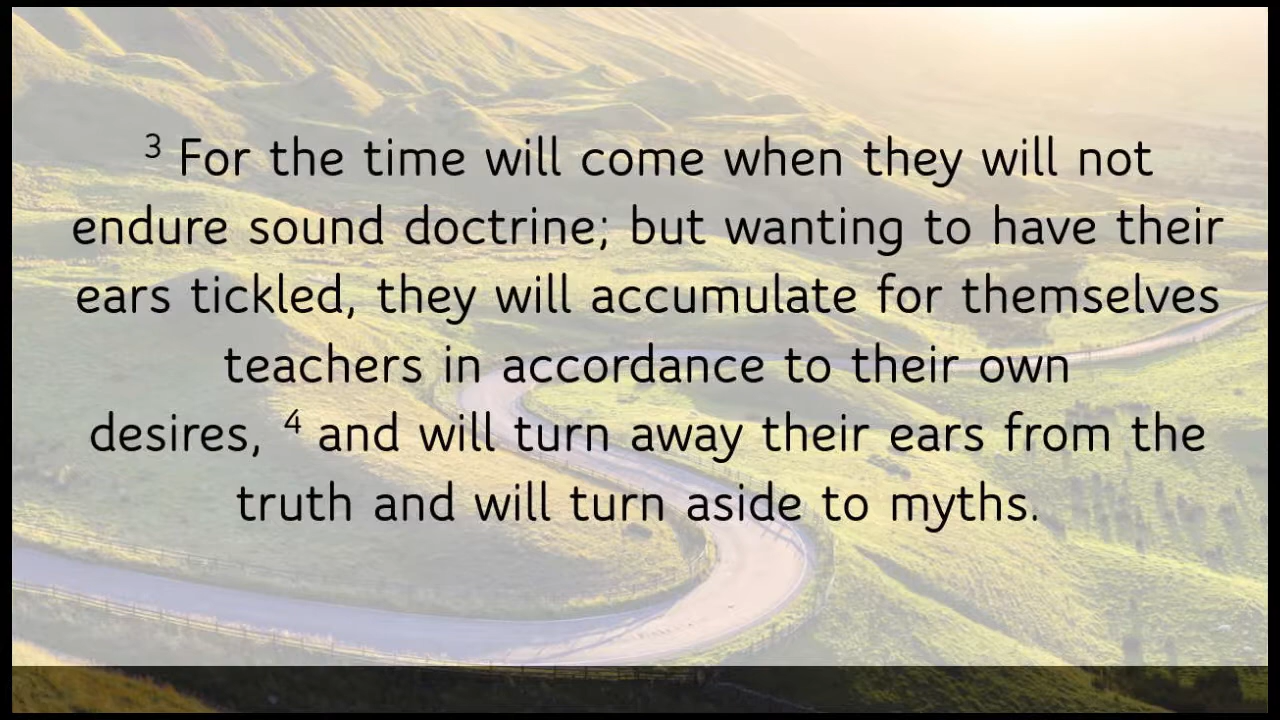 ³ For the time will come when they will not
endure sound doctrine; but wanting to have their
ears tickled, they will accumulate for themselves
teachers in accordance to their own
desires, ⁴ and will turn away their ears from the
truth and will turn aside to myths.